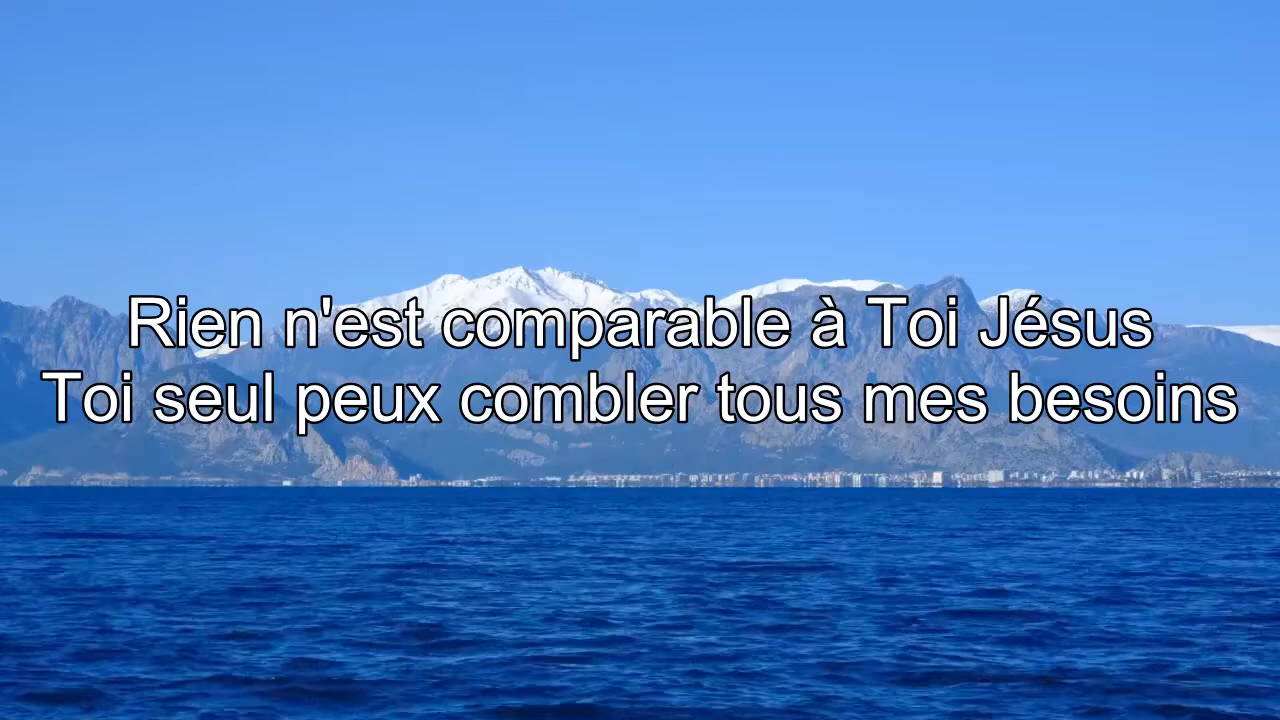 Rien n'est comparable à Toi Jésus
Toi seul peux combler tous mes besoins